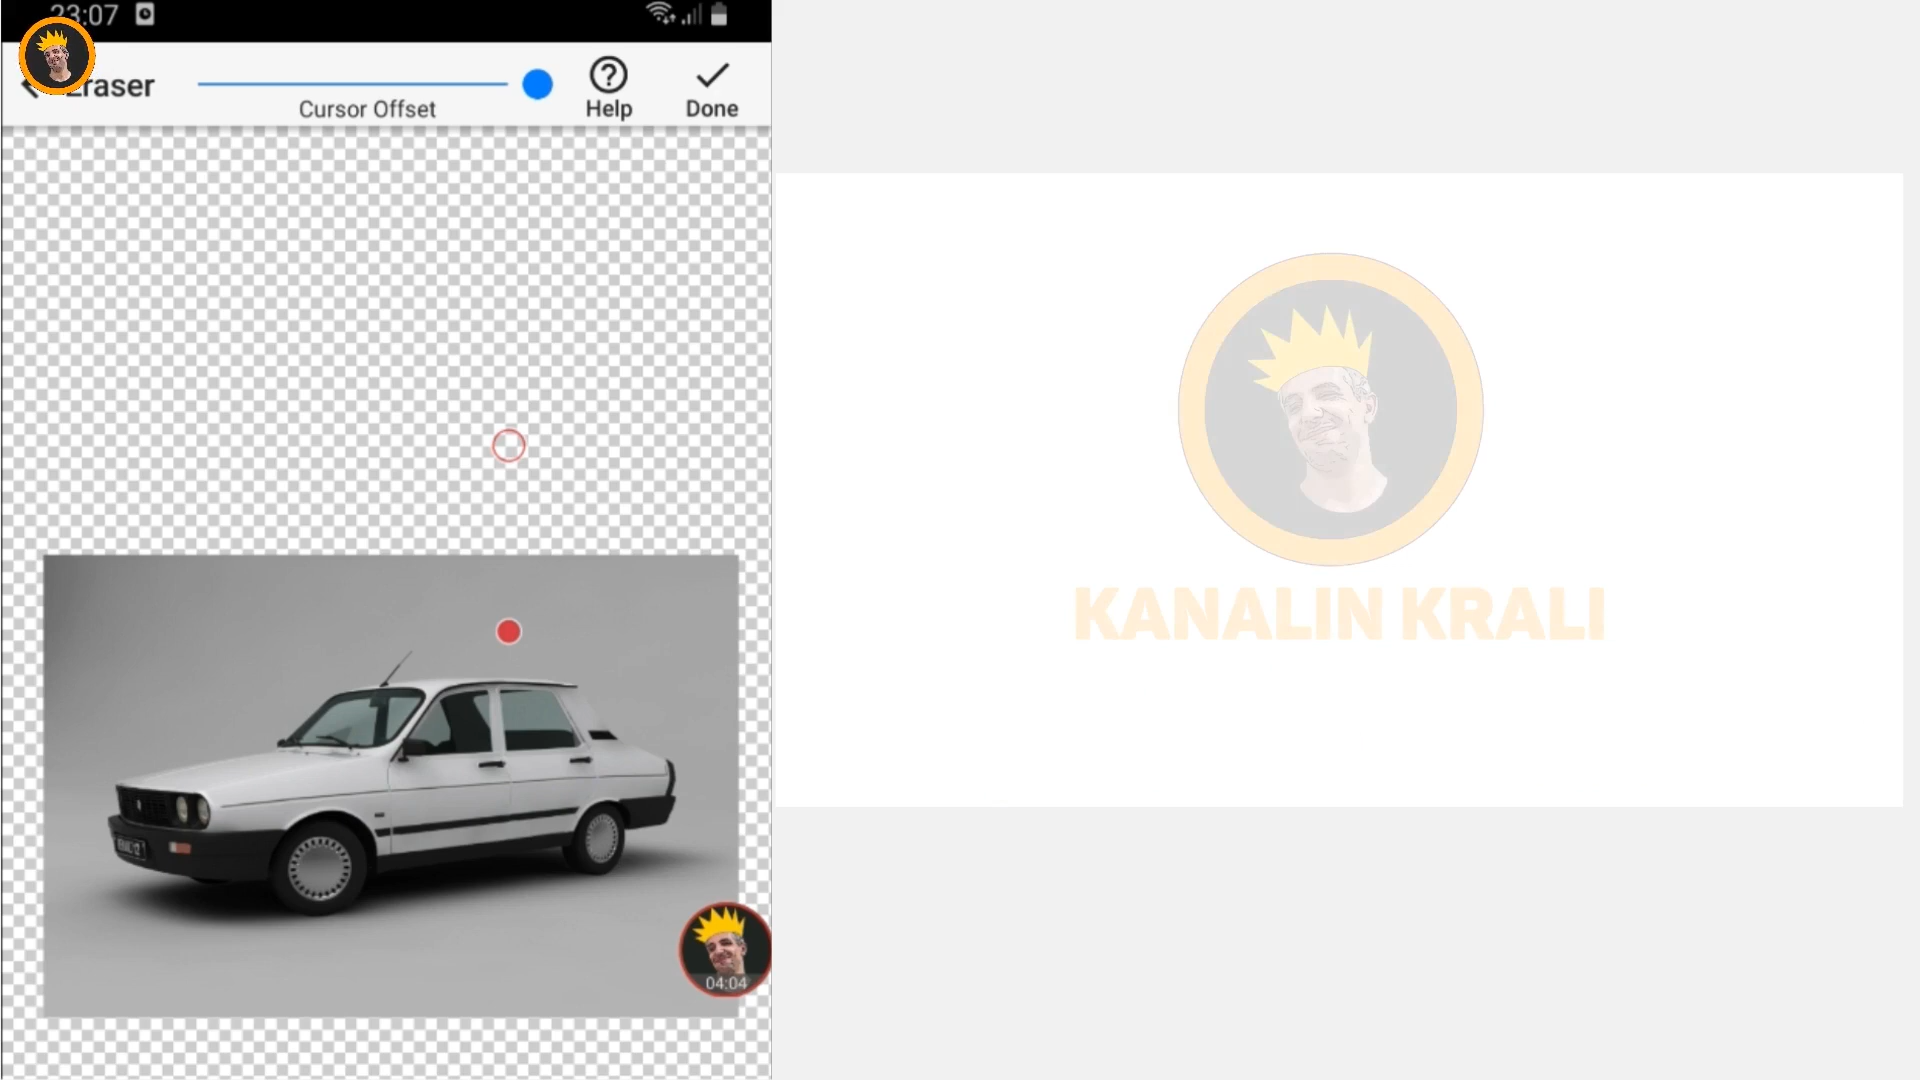 23:07
Eraser
Cursor Offset
Help
Done
04:04
KANALIN KRALI